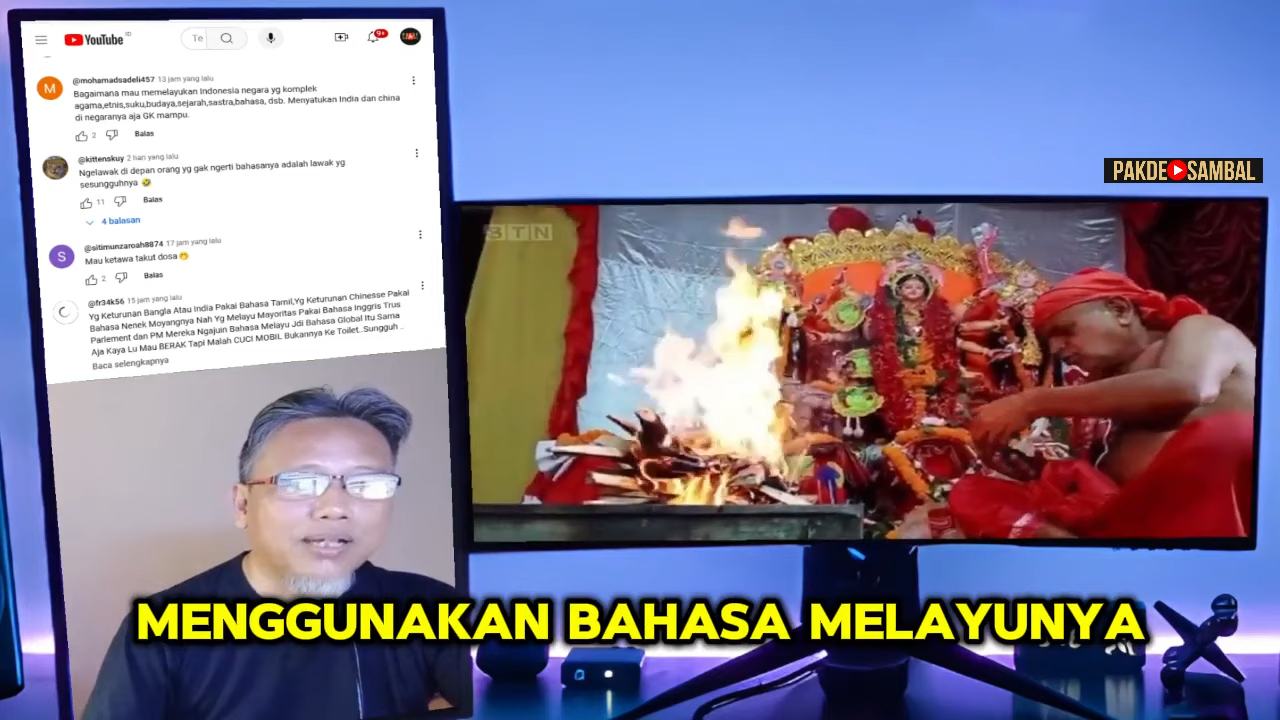 YouTube ID
Te
9+
@mohamadsadeli457 13 jam yang lalu
Bagaimana mau memelayukan Indonesia negara yg komplek
agama,etnis,suku,budaya,sejarah,sastra,bahasa, dsb. Menyatukan India dan china
di negaranya aja GK mampu.
2 Balas
@kittenskuy 2 hari yang lalu
Ngelawak di depan orang yg gak ngerti bahasanya adalah lawak yg
sesungguhnya 🤣
11 Balas
4 balasan
@sitimunzaroah8874 17 jam yang lalu
Mau ketawa takut dosa🤭
2 Balas
@fr34k56 15 jam yang lalu
Yg Keturunan Bangla Atau India Pakai Bahasa Tamil,Yg Keturunan Chinesse Pakai
Bahasa Nenek Moyangnya Nah Yg Melayu Mayoritas Pakai Bahasa Inggris Trus
Parlement dan PM Mereka Ngajuin Bahasa Melayu Jdi Bahasa Global Itu Sama
Aja Kaya Lu Mau BERAK Tapi Malah CUCI MOBIL Bukannya Ke Toilet..Sungguh ..
Baca selengkapnya
M
S
PAKDE SAMBAL
BTN
MENGGUNAKAN BAHASA MELAYUNYA